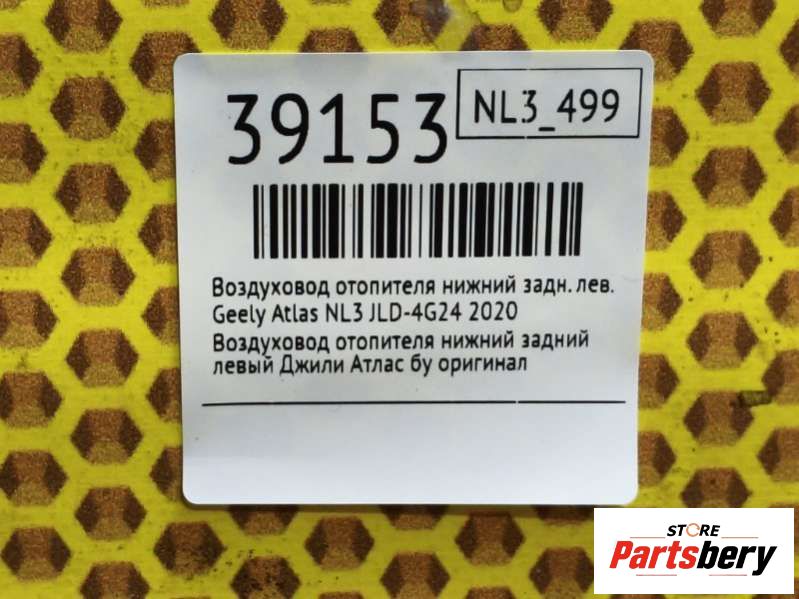 39153
NL3_499
Воздуховод отопителя нижний задн. лев.
Geely Atlas NL3 JLD-4G24 2020
Воздуховод отопителя нижний задний
левый Джили Атлас бу оригинал
STORE
Partsbery